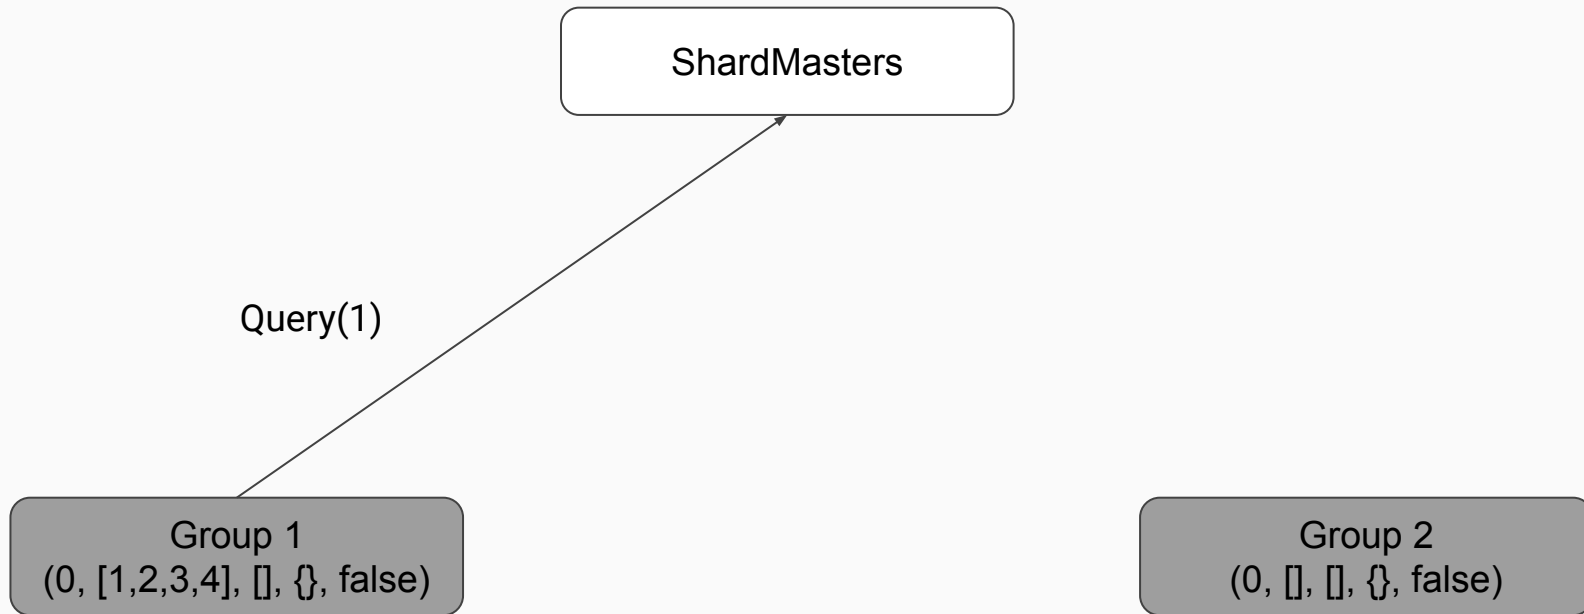 ShardMasters
Query(1)
Group 1
(0, [1,2,3,4], [], {}, false)
Group 2
(0, [], [], {}, false)